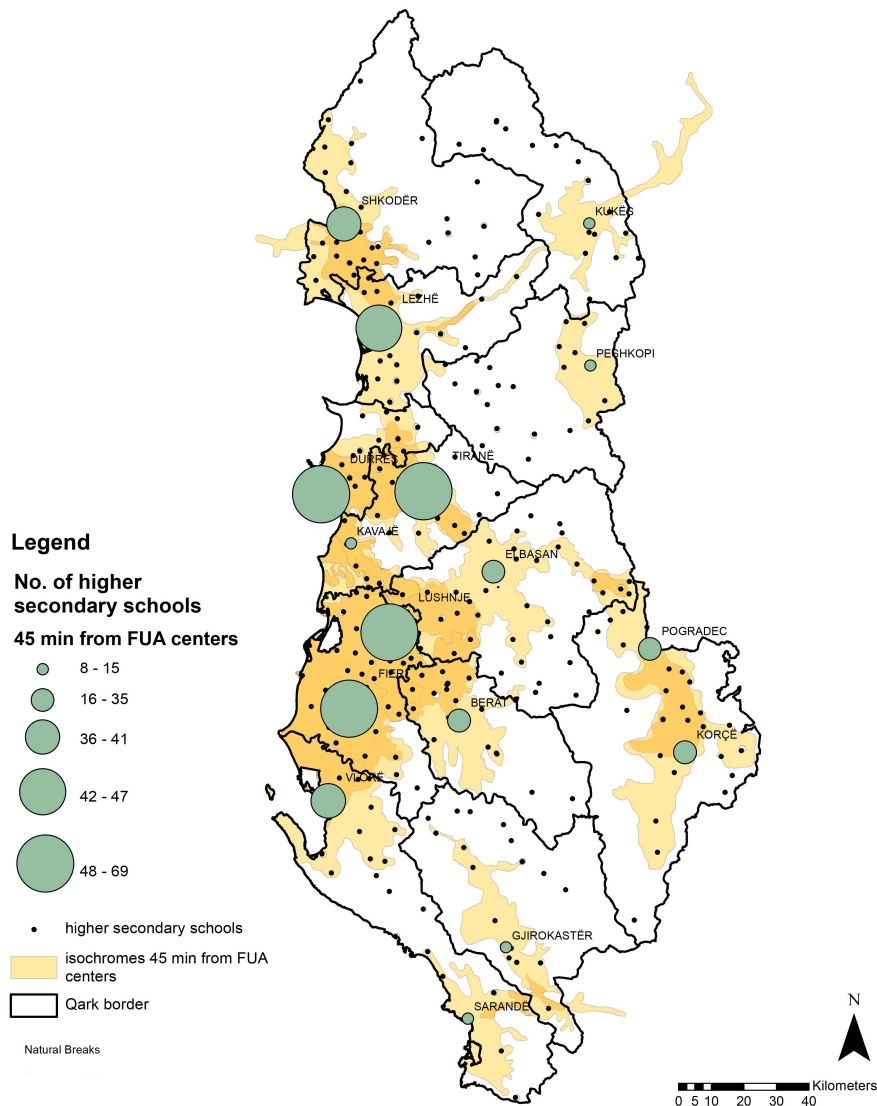 SHKODËR
KUKËS
LEZHË
PESHKOPI
DURRËS
TIRANË
KAVAJË
ELBASAN
LUSHNJE
POGRADEC
FIER
BERAT
KORÇË
VLORË
GJIROKASTËR
SARANDË
Legend
No. of higher
secondary schools
45 min from FUA centers
8 - 15
16 - 35
36 - 41
42 - 47
48 - 69
higher secondary schools
isochromes 45 min from FUA
centers
Qark border
Natural Breaks
N
Kilometers
0 5 10 20 30 40